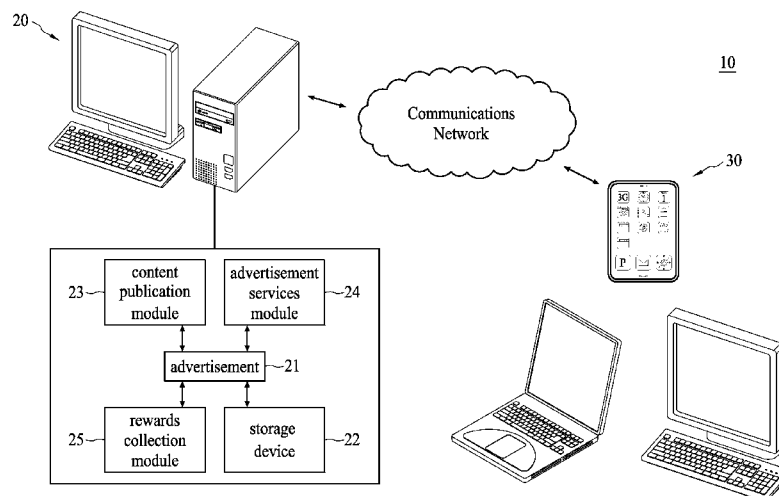 20
10
Communications
Network
30
3G
P
23
content
publication
module
advertisement
services
module
24
advertisement
21
25
rewards
collection
module
storage
device
22